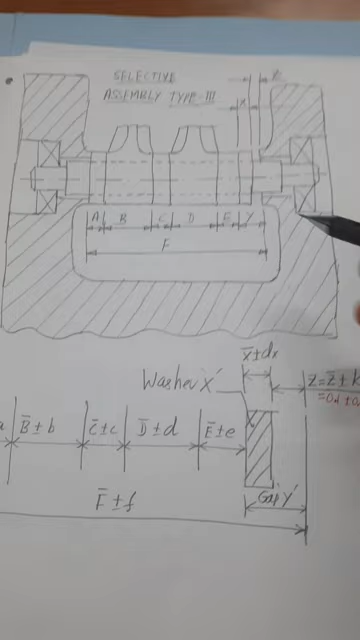 SELECTIVE
ASSEMBLY TYPE-III
Z
X
A B C D E Y
F
x̄±dx
Washer 'X'
B̄±b C̄±c D̄±d Ē±e
Gap 'Y'
F̄±f